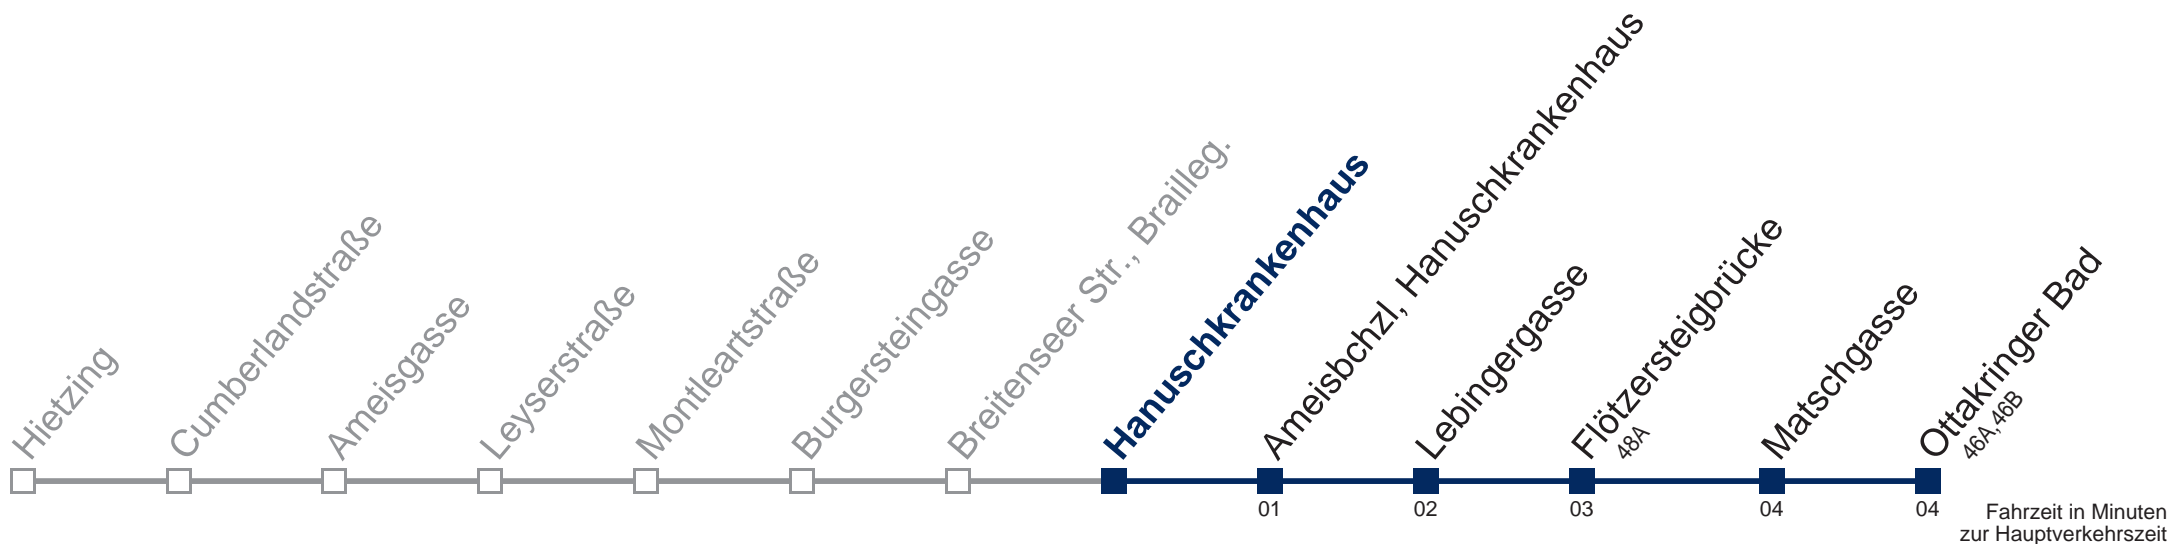 Hietzing
Cumberlandstraße
Ameisgasse
Leyserstraße
Montleartstraße
Burgersteingasse
Breitenseer Str., Brailleg.
Hanuschkrankenhaus
Ameisbchzl, Hanuschkrankenhaus
Lebingergasse
Flötzersteigbrücke
48A
Matschgasse
Ottakringer Bad
46A, 46B
01
02
03
04
04
Fahrzeit in Minuten
zur Hauptverkehrszeit